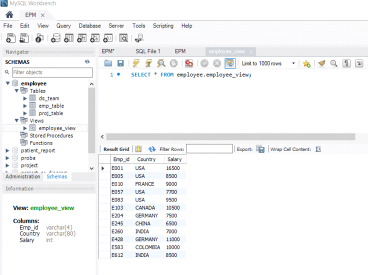 MySQL Workbench
EPM
File Edit View Query Database Server Tools Scripting Help
Navigator
EPM*
SQL File 1
EPM
employee_view
SCHEMAS
Filter objects
Limit to 1000 rows
1 SELECT * FROM employee.employee_view;
employee
Tables
ds_team
emp_table
proj_table
Views
employee_view
Stored Procedures
Functions
patient_report
proba
project
Administration Schemas
Information
View: employee_view
Columns:
Emp_id varchar(4)
Country varchar(80)
Salary int
Result Grid Filter Rows: Export: Wrap Cell Content:
Emp_id Country Salary
E001 USA 16500
E005 USA 8500
E010 FRANCE 9000
E057 USA 7700
E083 USA 9500
E103 CANADA 10500
E204 GERMANY 7500
E245 CHINA 6500
E260 INDIA 7000
E428 GERMANY 11000
E583 COLOMBIA 10000
E612 INDIA 8500